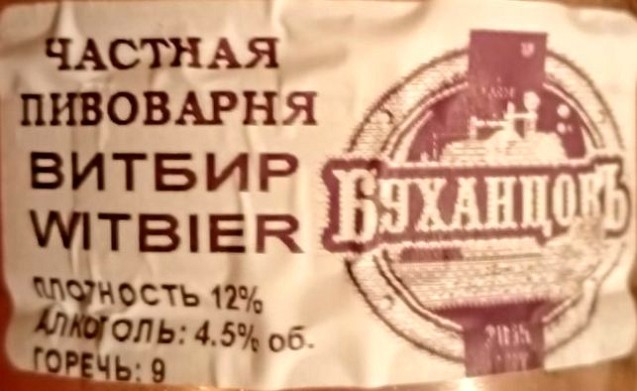 ЧАСТНАЯ
ПИВОВАРНЯ
ВИТБИР
WITBIER
ПЛОТНОСТЬ 12%
АЛКОГОЛЬ: 4.5% об.
ГОРЕЧЬ: 9
БУХАНЦОВЪ